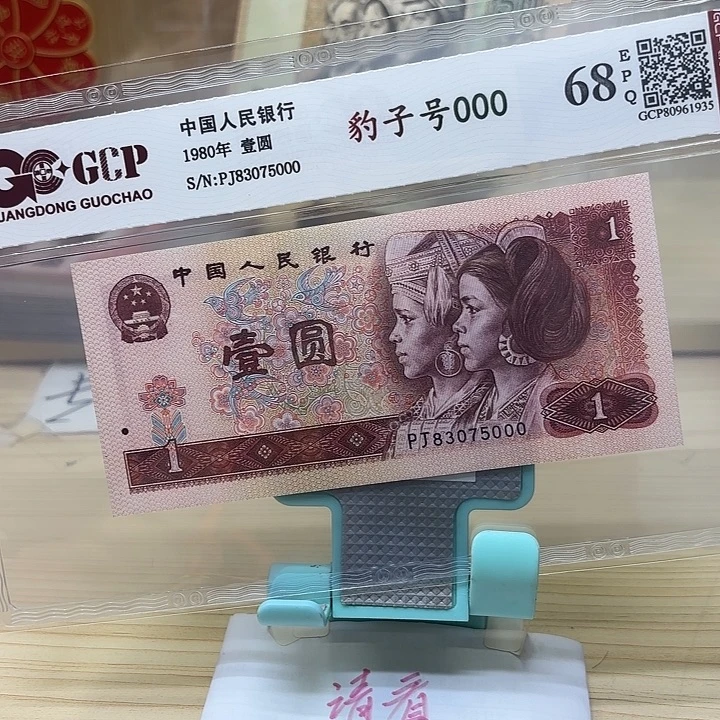 GCP
UANGDONG GUOCHAO
中国人民银行
1980年 壹圆
S/N:PJ83075000
豹子号000
68
EPQ
GCP80961935
中国人民银行
1
壹圆
1
1
PJ83075000
请看